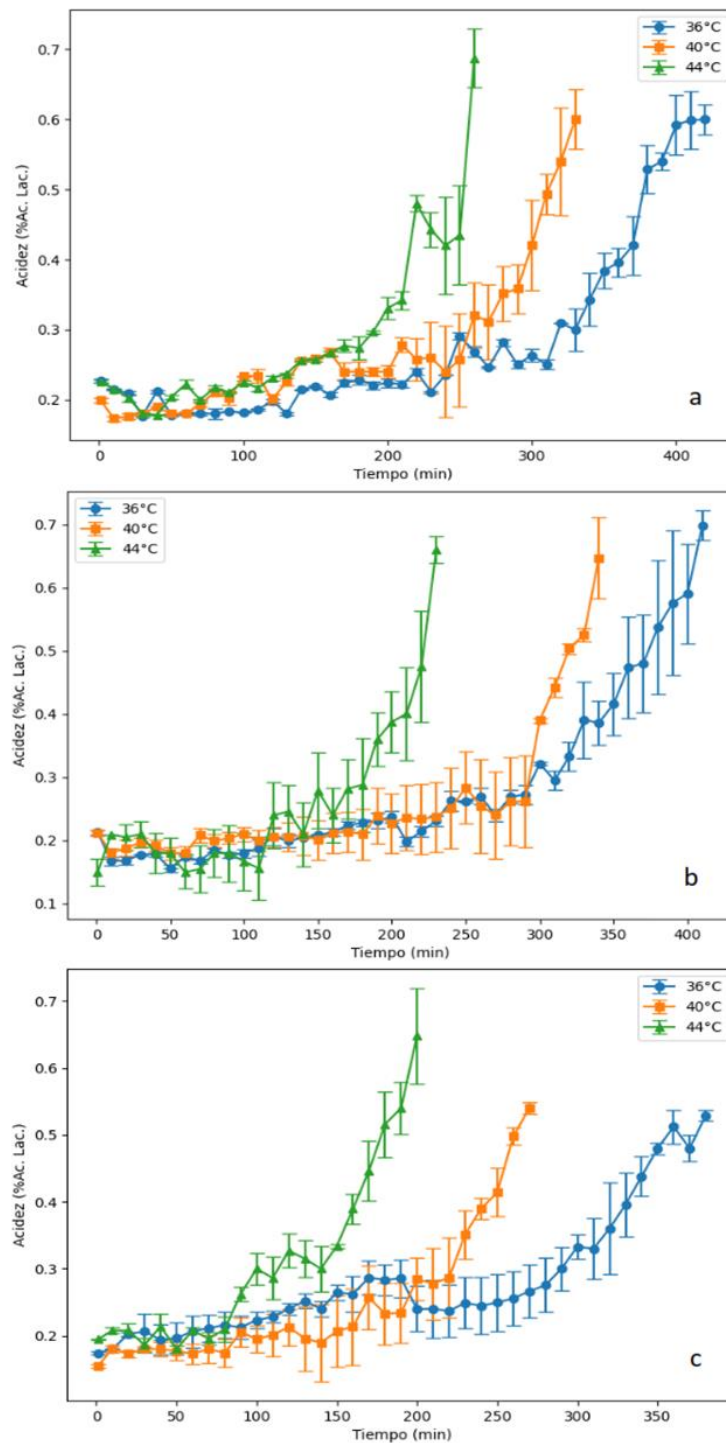 0.7
0.6
0.5
0.4
0.3
0.2
Acidez (%Ac. Lac.)
36°C
40°C
44°C
a
0 100 200 300 400
Tiempo (min)
0.7
0.6
0.5
0.4
0.3
0.2
0.1
Acidez (%Ac. Lac.)
36°C
40°C
44°C
b
0 50 100 150 200 250 300 350 400
Tiempo (min)
0.7
0.6
0.5
0.4
0.3
0.2
Acidez (%Ac. Lac.)
36°C
40°C
44°C
c
0 50 100 150 200 250 300 350
Tiempo (min)